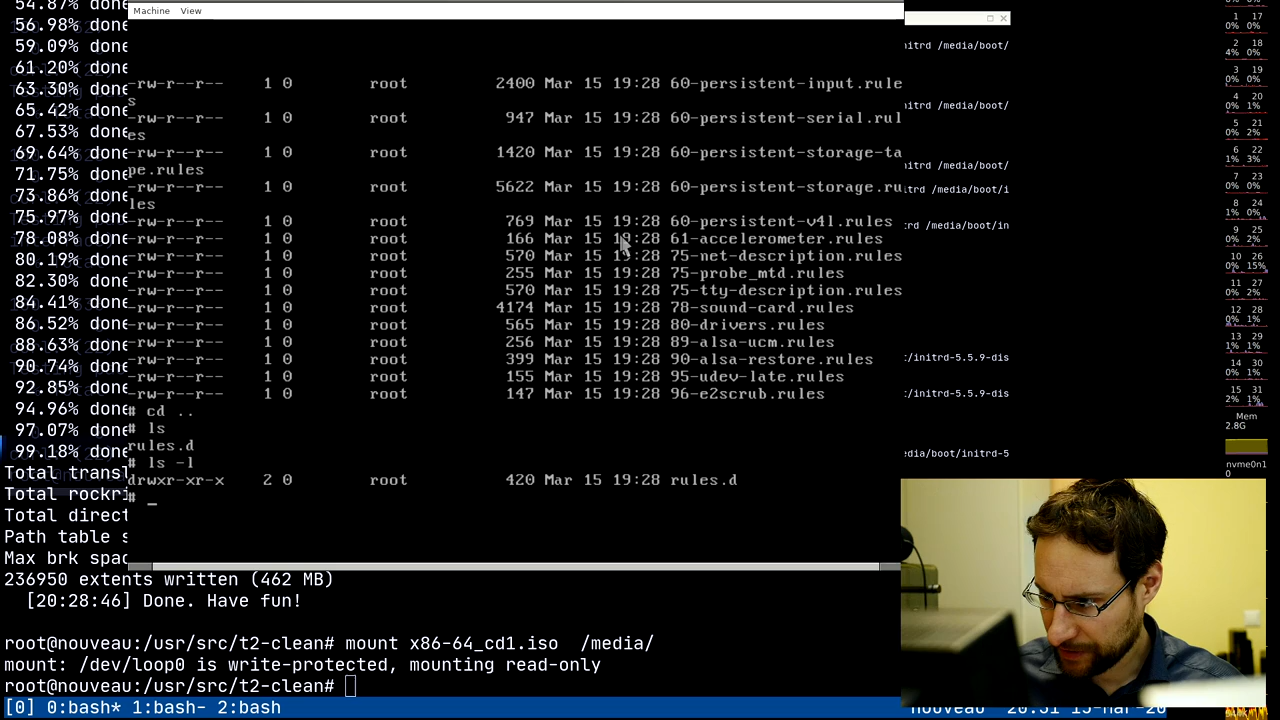 54.87% done
56.98% done
59.09% done
61.20% done
63.30% done
65.42% done
67.53% done
69.64% done
71.75% done
73.86% done
75.97% done
78.08% done
80.19% done
82.30% done
84.41% done
86.52% done
88.63% done
90.74% done
92.85% done
94.96% done
97.07% done
99.18% done
Total transl
Total rockri
Total direct
Path table s
Max brk spac
236950 extents written (462 MB)
[20:28:46] Done. Have fun!
root@nouveau:/usr/src/t2-clean# mount x86-64_cd1.iso  /media/
mount: /dev/loop0 is write-protected, mounting read-only
root@nouveau:/usr/src/t2-clean#
[0] 0:bash* 1:bash- 2:bash
Machine View
-rw-r--r-- 1 0 root 2400 Mar 15 19:28 60-persistent-input.rule
s
-rw-r--r-- 1 0 root 947 Mar 15 19:28 60-persistent-serial.rul
es
-rw-r--r-- 1 0 root 1420 Mar 15 19:28 60-persistent-storage-ta
pe.rules
-rw-r--r-- 1 0 root 5622 Mar 15 19:28 60-persistent-storage.ru
les
-rw-r--r-- 1 0 root 769 Mar 15 19:28 60-persistent-v4l.rules
-rw-r--r-- 1 0 root 166 Mar 15 19:28 61-accelerometer.rules
-rw-r--r-- 1 0 root 570 Mar 15 19:28 75-net-description.rules
-rw-r--r-- 1 0 root 255 Mar 15 19:28 75-probe_mtd.rules
-rw-r--r-- 1 0 root 570 Mar 15 19:28 75-tty-description.rules
-rw-r--r-- 1 0 root 4174 Mar 15 19:28 78-sound-card.rules
-rw-r--r-- 1 0 root 565 Mar 15 19:28 80-drivers.rules
-rw-r--r-- 1 0 root 256 Mar 15 19:28 89-alsa-ucm.rules
-rw-r--r-- 1 0 root 399 Mar 15 19:28 90-alsa-restore.rules
-rw-r--r-- 1 0 root 155 Mar 15 19:28 95-udev-late.rules
-rw-r--r-- 1 0 root 147 Mar 15 19:28 96-e2scrub.rules
# cd ..
# ls
rules.d
# ls -l
drwxr-xr-x 2 0 root 420 Mar 15 19:28 rules.d
# _
nitrd /media/boot/
nitrd /media/boot/
nitrd /media/boot/
trd /media/boot/i
rd /media/boot/in
t/initrd-5.5.9-dis
t/initrd-5.5.9-dis
edia/boot/initrd-5
Mem
2.8G
nvme0n1
0